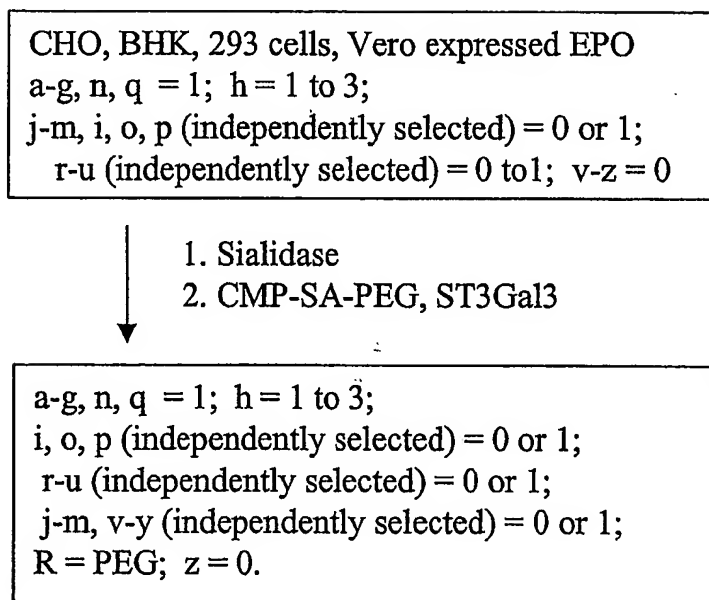 CHO, BHK, 293 cells, Vero expressed EPO
a-g, n, q = 1; h = 1 to 3;
j-m, i, o, p (independently selected) = 0 or 1;
r-u (independently selected) = 0 to1; v-z = 0
1. Sialidase
2. CMP-SA-PEG, ST3Gal3
a-g, n, q = 1; h = 1 to 3;
i, o, p (independently selected) = 0 or 1;
r-u (independently selected) = 0 or 1;
j-m, v-y (independently selected) = 0 or 1;
R = PEG; z = 0.